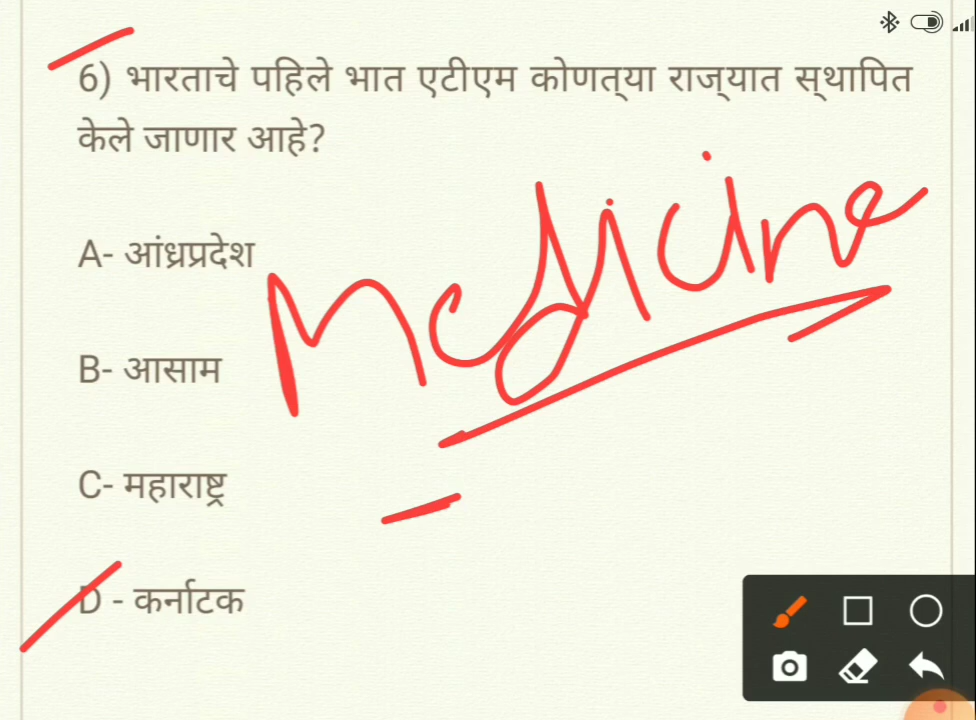 6) भारताचे पहिले भात एटीएम कोणत्या राज्यात स्थापित
केले जाणार आहे?
Medicine
A- आंध्रप्रदेश
B- आसाम
C- महाराष्ट्र
D - कर्नाटक